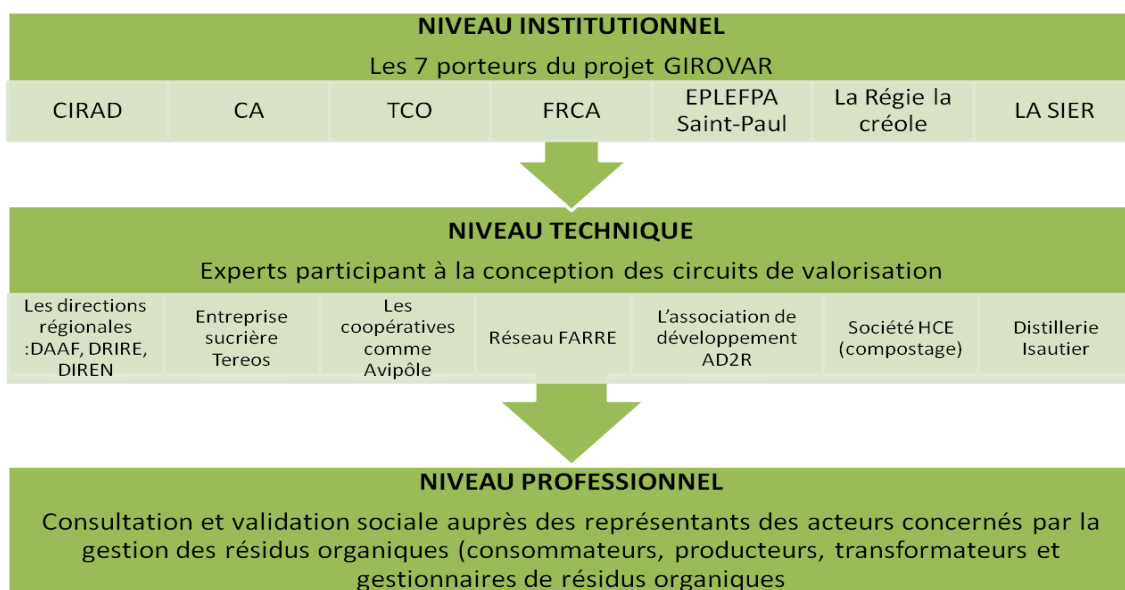 NIVEAU INSTITUTIONNEL
Les 7 porteurs du projet GIROVAR
CIRAD
CA
TCO
FRCA
EPLEFPA
Saint-Paul
La Régie la
créole
LA SIER
NIVEAU TECHNIQUE
Experts participant à la conception des circuits de valorisation
Les directions
régionales
:DAAF, DRIRE,
DIREN
Entreprise
sucrière
Tereos
Les
coopératives
comme
Avipôle
Réseau FARRE
L’association de
développement
AD2R
Société HCE
(compostage)
Distillerie
Isautier
NIVEAU PROFESSIONNEL
Consultation et validation sociale auprès des représentants des acteurs concernés par la
gestion des résidus organiques (consommateurs, producteurs, transformateurs et
gestionnaires de résidus organiques